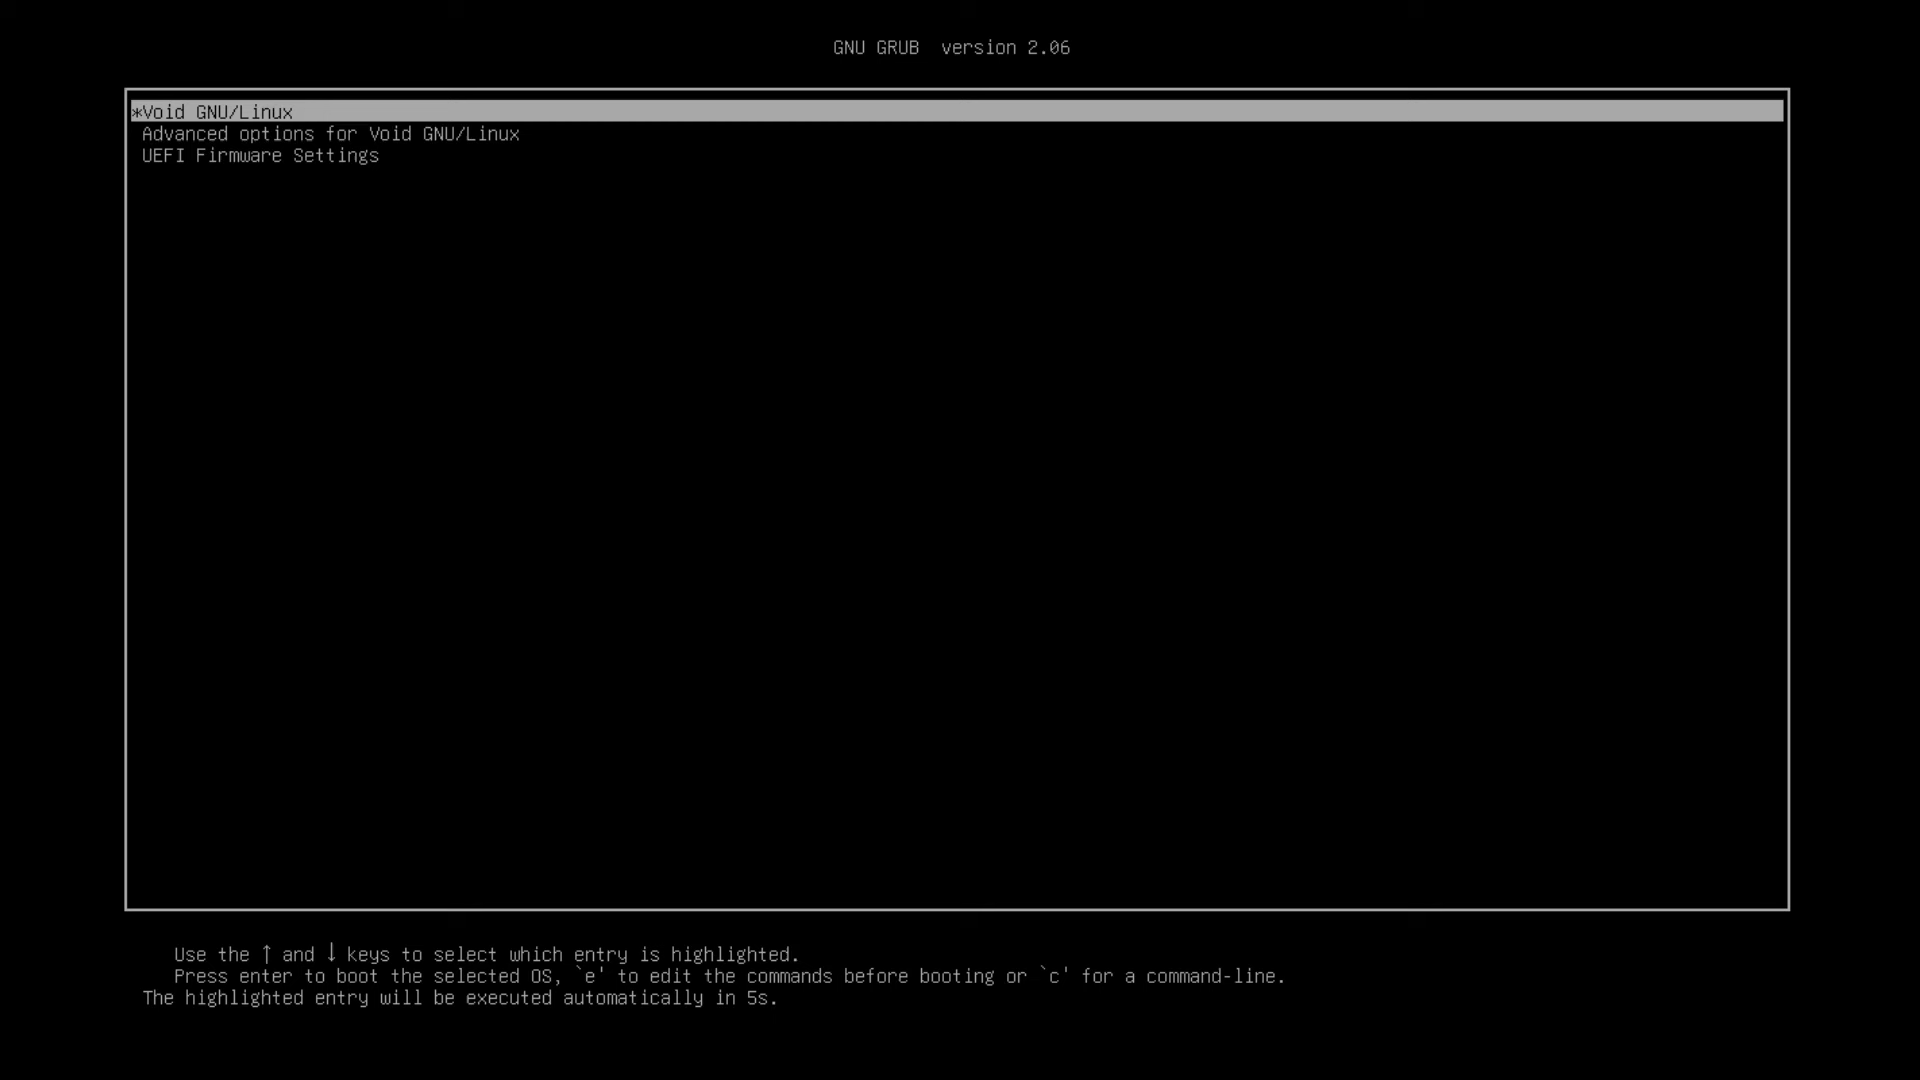 GNU GRUB  version 2.06
*Void GNU/Linux
Advanced options for Void GNU/Linux
UEFI Firmware Settings
Use the ↑ and ↓ keys to select which entry is highlighted.
Press enter to boot the selected OS, `e' to edit the commands before booting or `c' for a command-line.
The highlighted entry will be executed automatically in 5s.